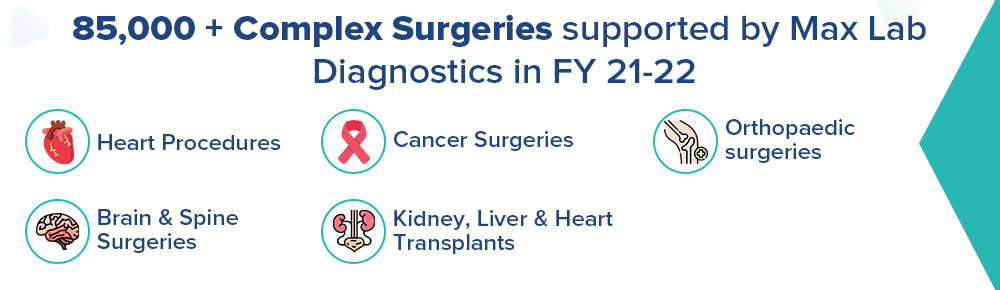 85,000 + Complex Surgeries supported by Max Lab
Diagnostics in FY 21-22
Heart Procedures
Cancer Surgeries
Orthopaedic
surgeries
Brain & Spine
Surgeries
Kidney, Liver & Heart
Transplants